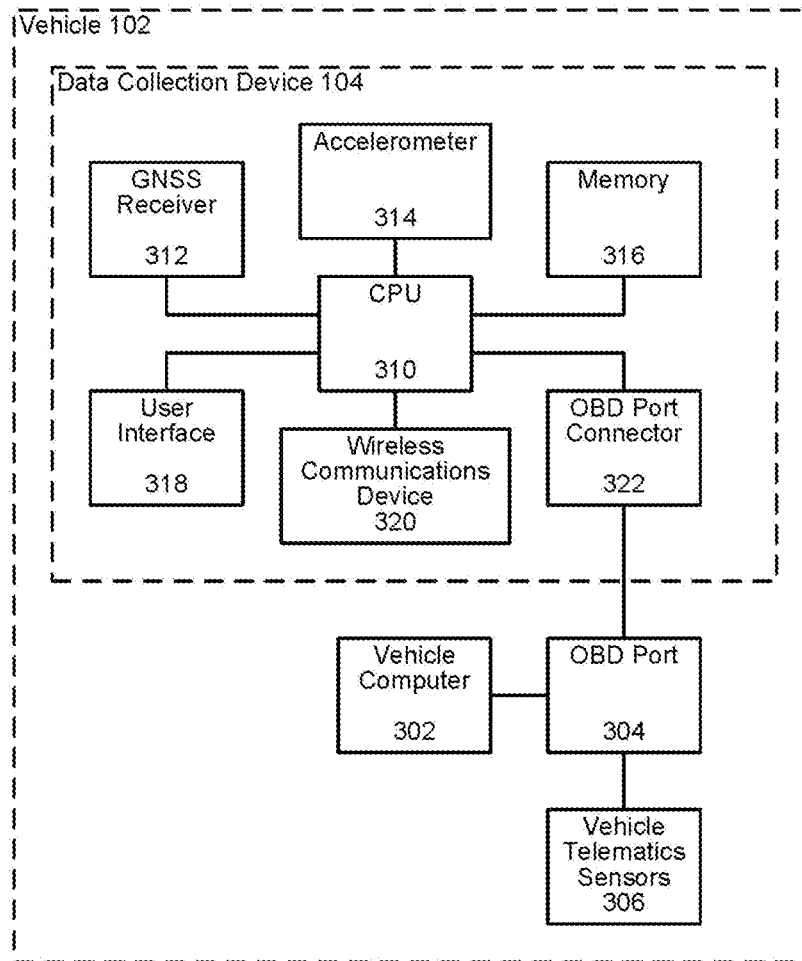 Vehicle 102
Data Collection Device 104
Accelerometer
314
GNSS
Receiver
312
Memory
316
CPU
310
User
Interface
318
Wireless
Communications
Device
320
OBD Port
Connector
322
Vehicle
Computer
302
OBD Port
304
Vehicle
Telematics
Sensors
306